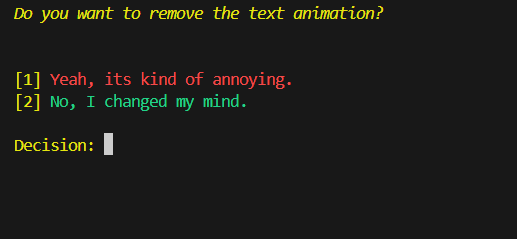 Do you want to remove the text animation?
[1] Yeah, its kind of annoying.
[2] No, I changed my mind.
Decision: